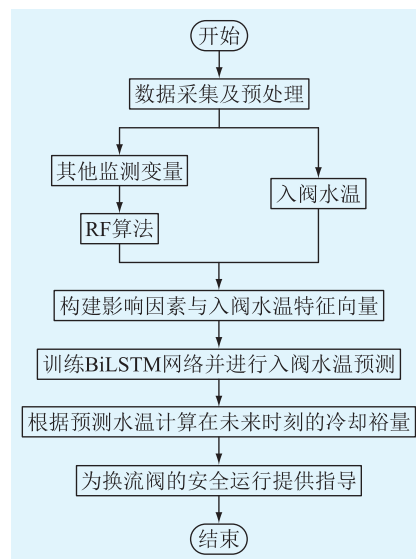 开始
数据采集及预处理
其他监测变量
入阀水温
RF算法
构建影响因素与入阀水温特征向量
训练BiLSTM网络并进行入阀水温预测
根据预测水温计算在未来时刻的冷却裕量
为换流阀的安全运行提供指导
结束